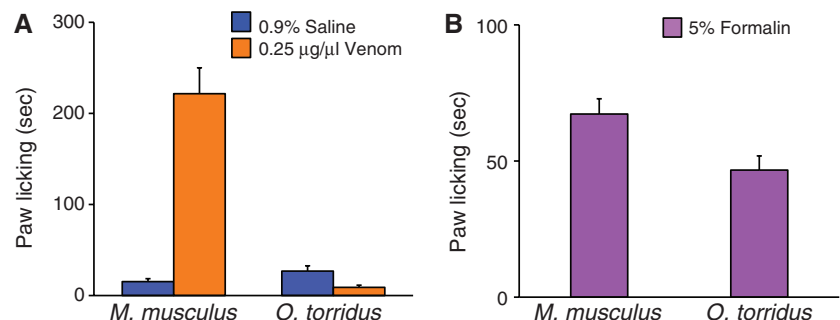 A
300
200
100
0
Paw licking (sec)
0.9% Saline
0.25 μg/μl Venom
M. musculus
O. torridus
B
100
50
0
Paw licking (sec)
5% Formalin
M. musculus
O. torridus